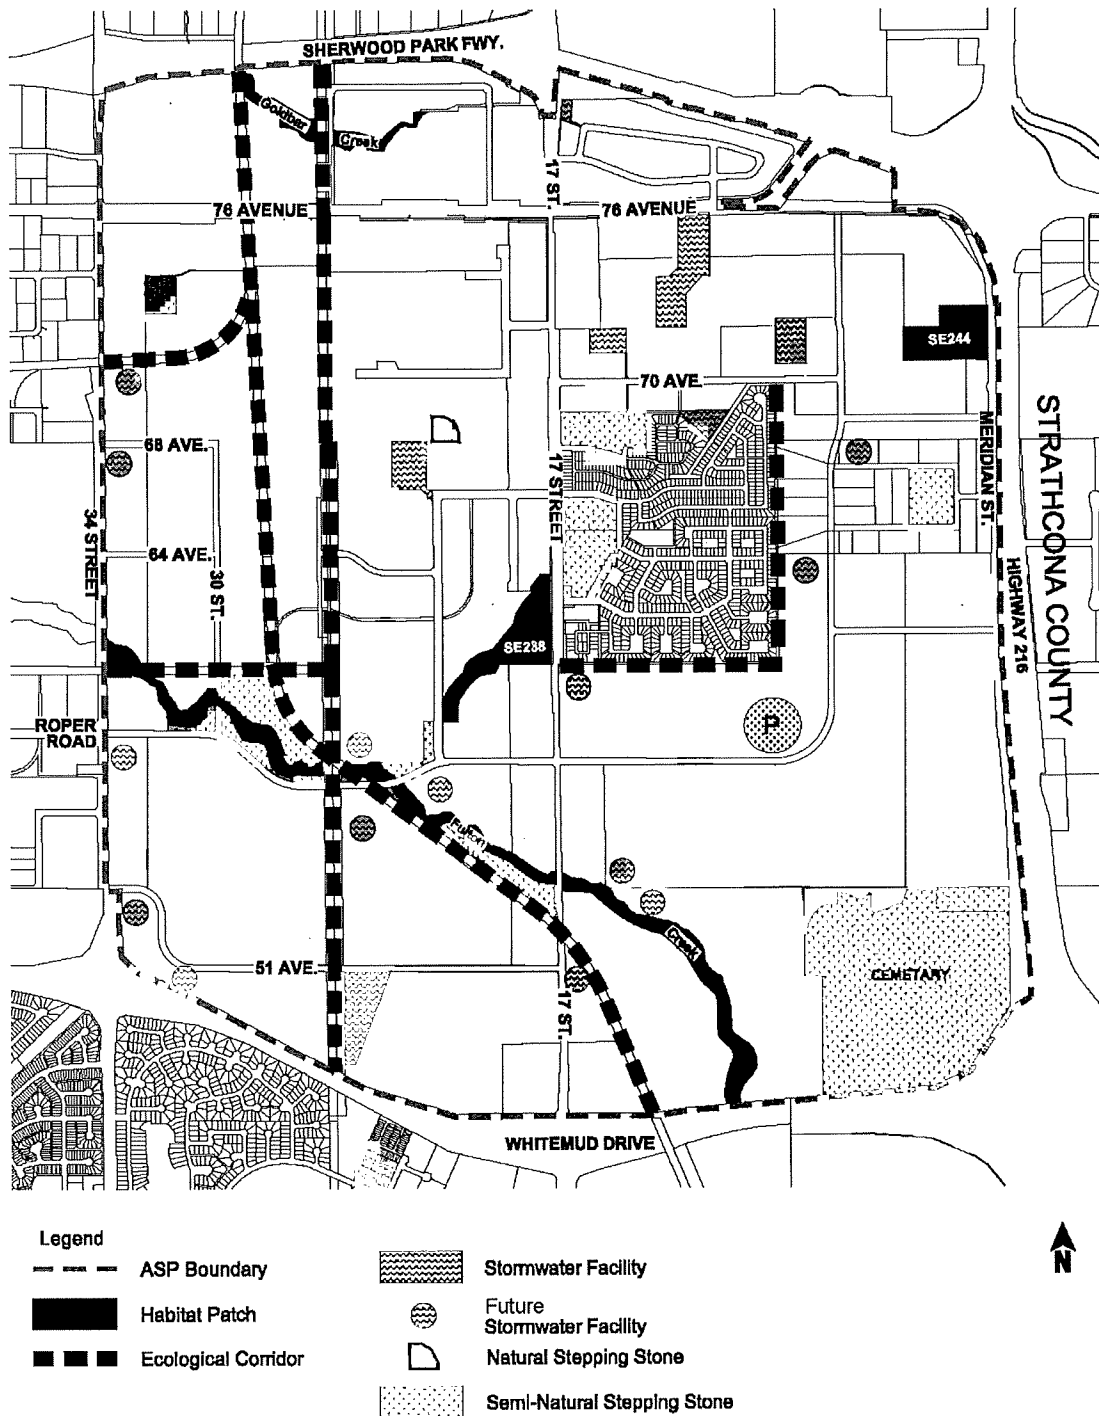 SHERWOOD PARK FWY.
Goldbar
Creek
17 ST.
76 AVENUE
76 AVENUE
SE244
70 AVE.
STRATHCONA COUNTY
MERIDIAN ST.
68 AVE.
17 STREET
34 STREET
64 AVE.
30 ST.
HIGHWAY 216
SE238
ROPER
ROAD
P
Fulton
Creek
CEMETARY
51 AVE.
17 ST.
WHITEMUD DRIVE
Legend
ASP Boundary
Habitat Patch
Ecological Corridor
Stormwater Facility
Future
Stormwater Facility
Natural Stepping Stone
Semi-Natural Stepping Stone
N